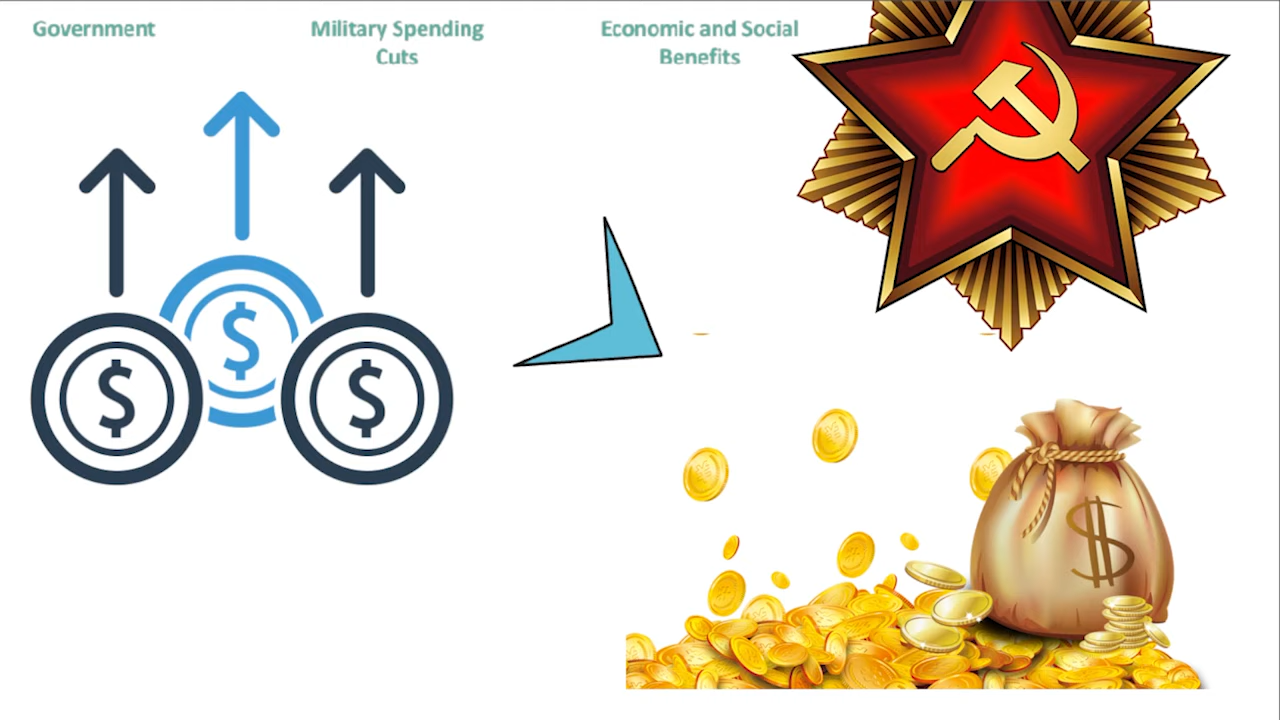 Government
Military Spending
Cuts
Economic and Social
Benefits
$
$
$
$